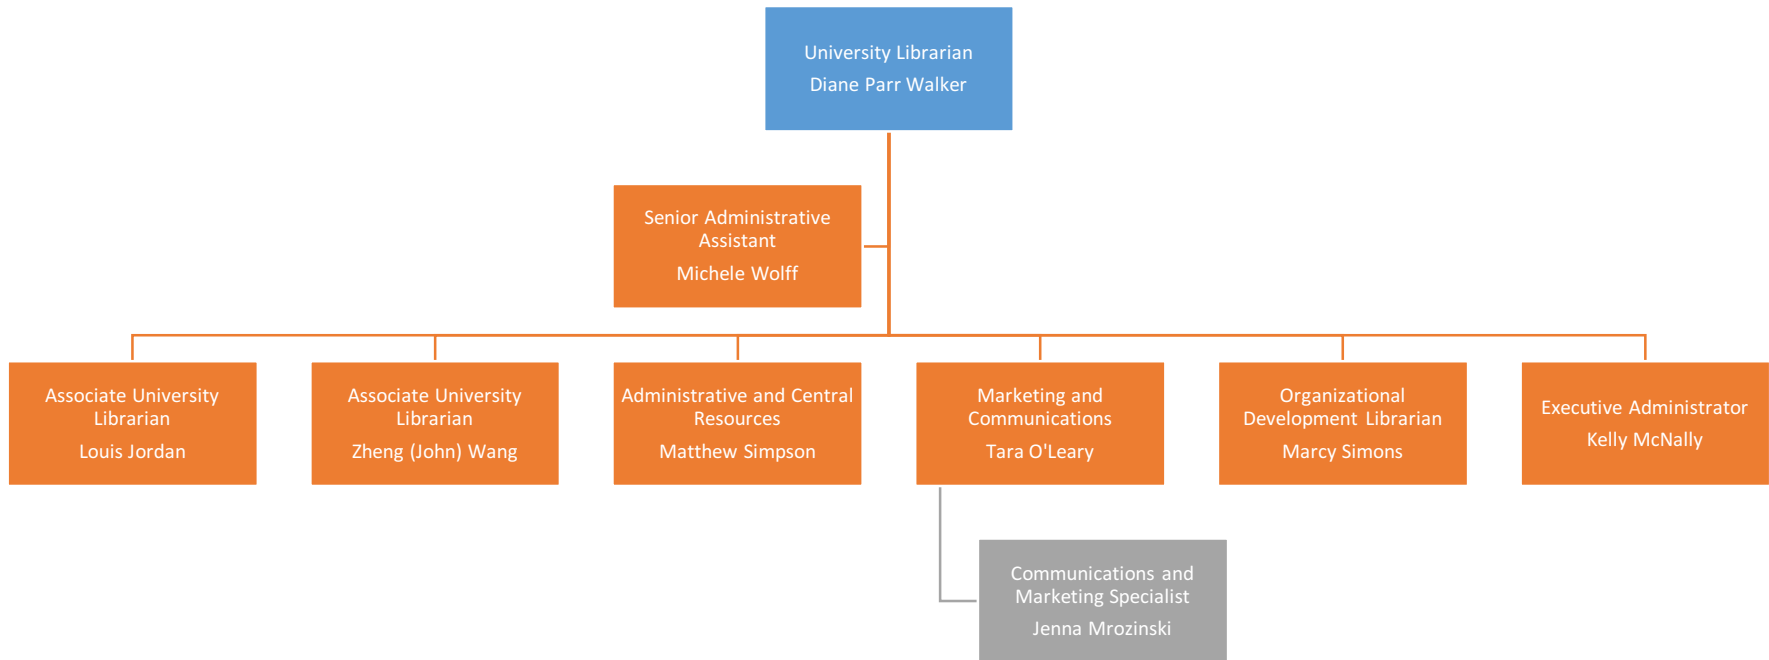 University Librarian
Diane Parr Walker
Senior Administrative
Assistant
Michele Wolff
Associate University
Librarian
Louis Jordan
Associate University
Librarian
Zheng (John) Wang
Administrative and Central
Resources
Matthew Simpson
Marketing and
Communications
Tara O'Leary
Organizational
Development Librarian
Marcy Simons
Executive Administrator
Kelly McNally
Communications and
Marketing Specialist
Jenna Mrozinski